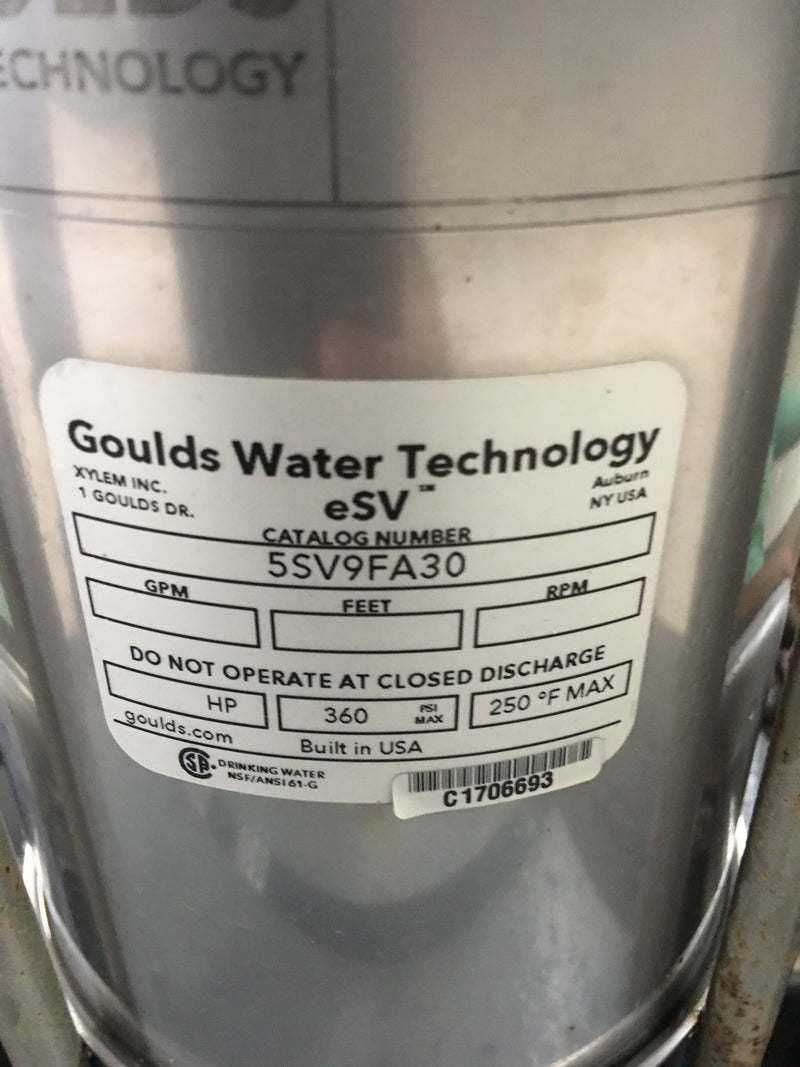 TECHNOLOGY
Goulds Water Technology
XYLEM INC.
1 GOULDS DR.
eSV™
Auburn
NY USA
CATALOG NUMBER
5SV9FA30
GPM
FEET
RPM
DO NOT OPERATE AT CLOSED DISCHARGE
HP
360 PSI MAX
250 °F MAX
goulds.com
Built in USA
DRINKING WATER
NSF/ANSI 61-G
C1706693